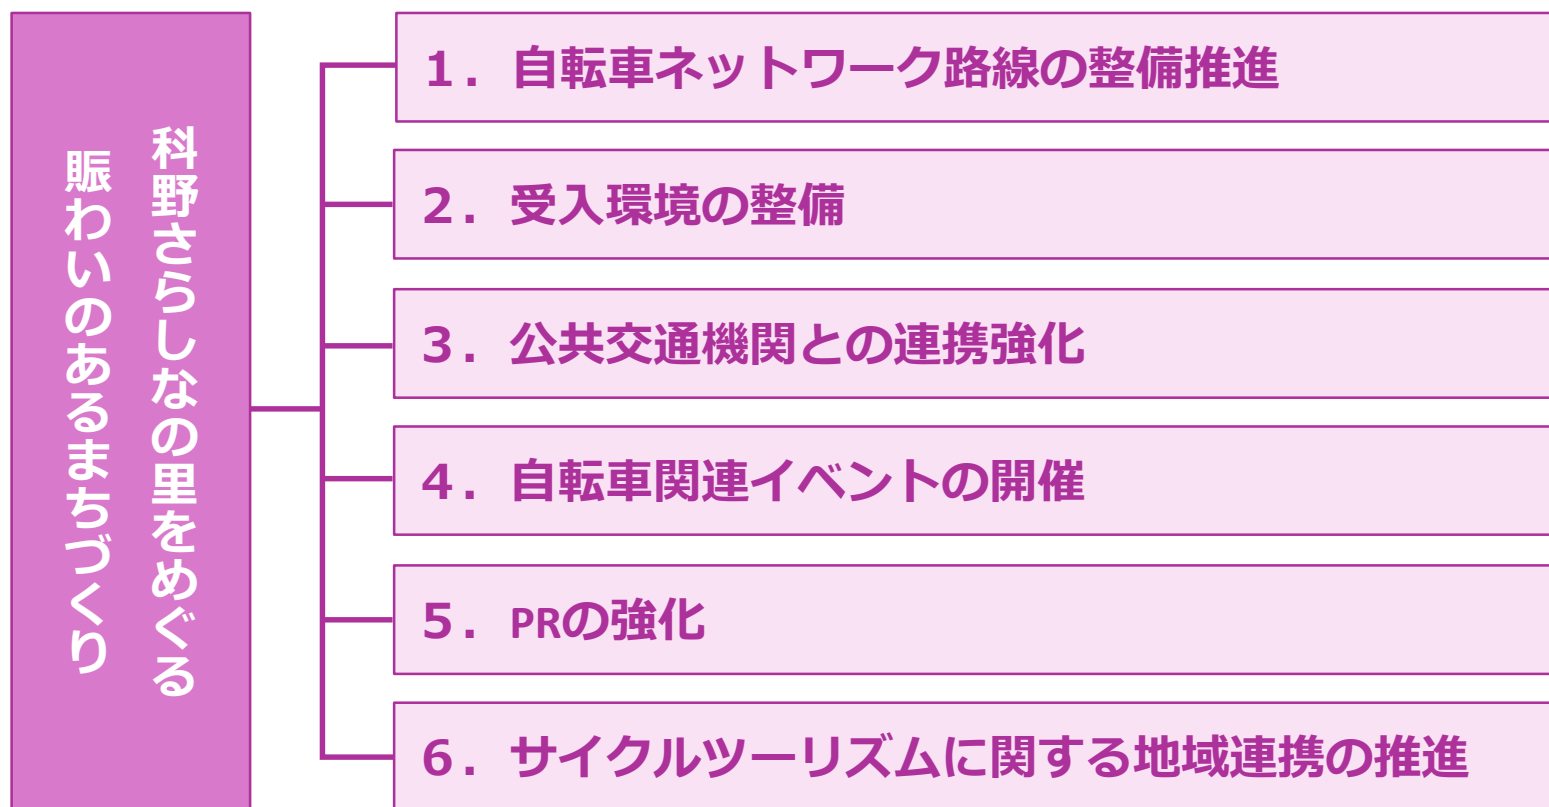 科野さらしなの里をめぐる
賑わいのあるまちづくり
１．自転車ネットワーク路線の整備推進
２．受入環境の整備
３．公共交通機関との連携強化
４．自転車関連イベントの開催
５．PRの強化
６．サイクルツーリズムに関する地域連携の推進